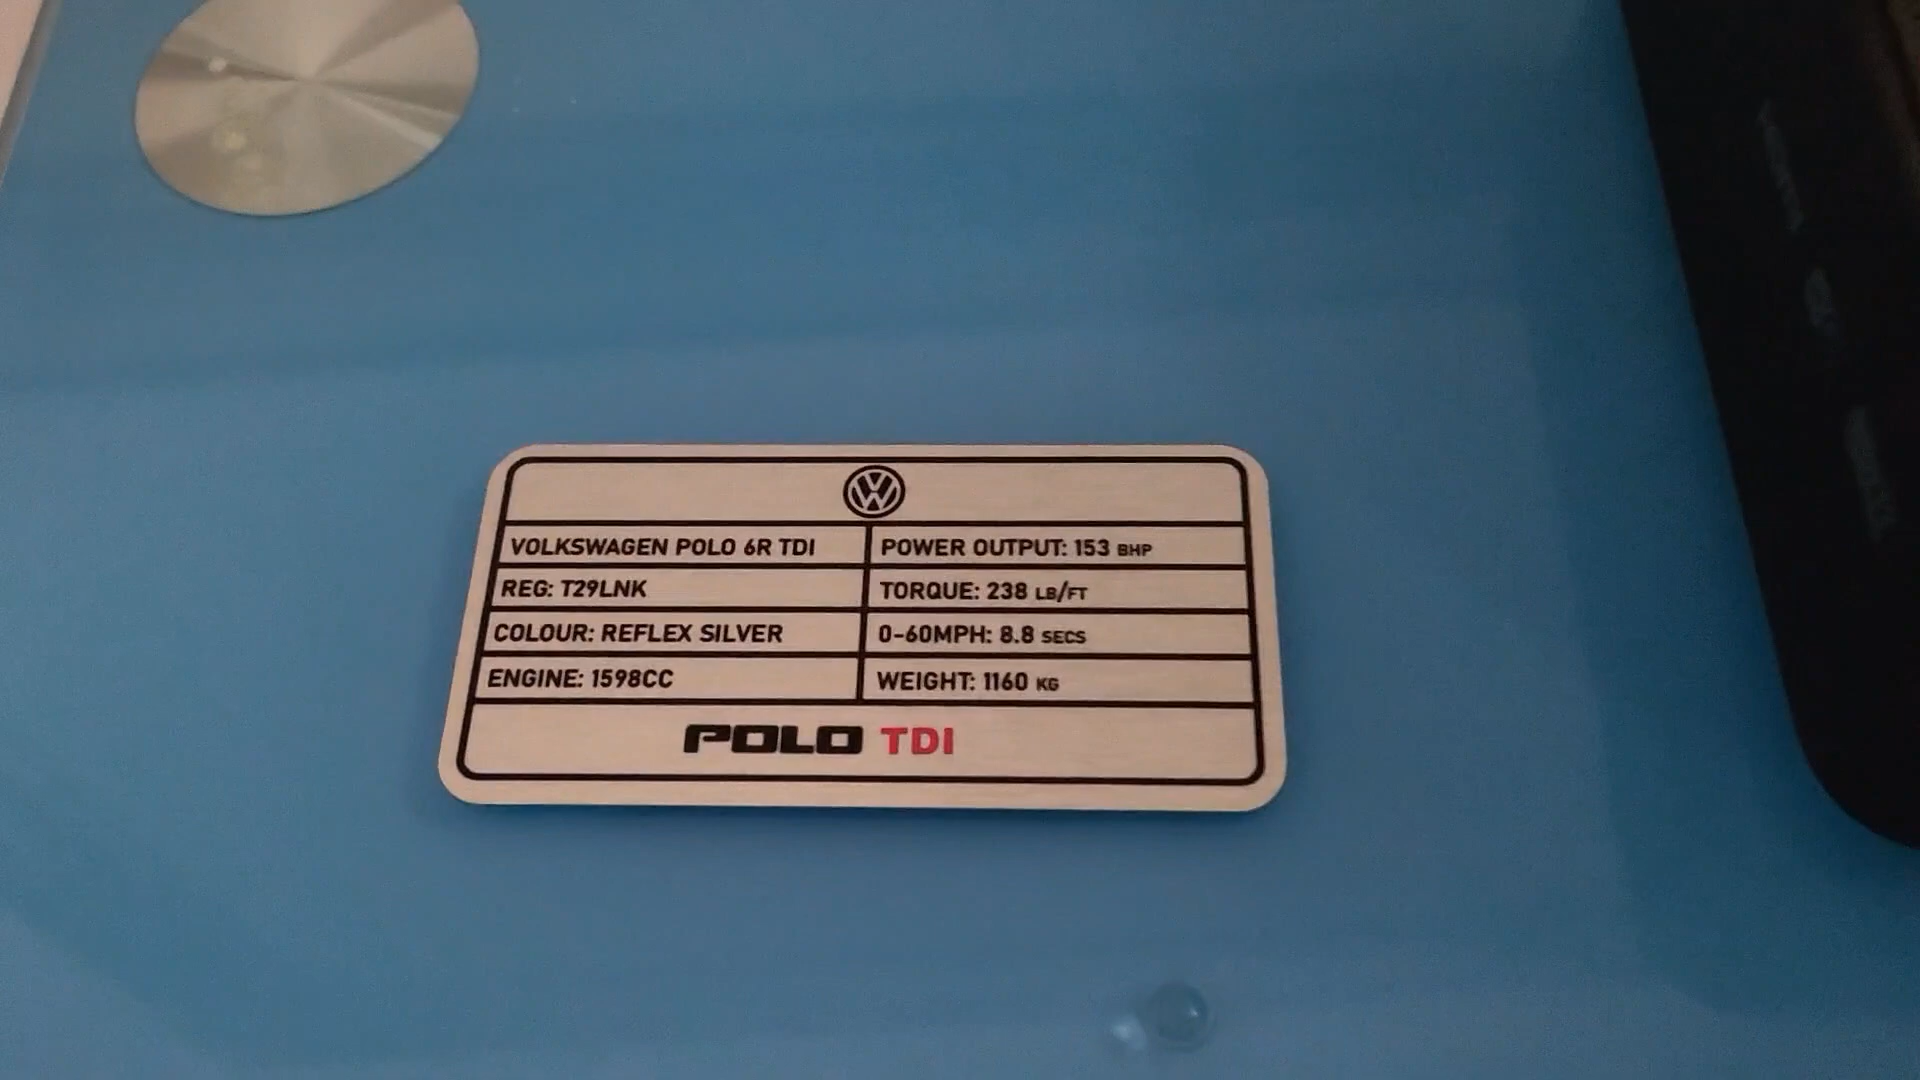 VOLKSWAGEN POLO 6R TDI
POWER OUTPUT: 153 BHP
REG: T29LNK
TORQUE: 238 LB/FT
COLOUR: REFLEX SILVER
0-60MPH: 8.8 SECS
ENGINE: 1598CC
WEIGHT: 1160 KG
POLO TDI